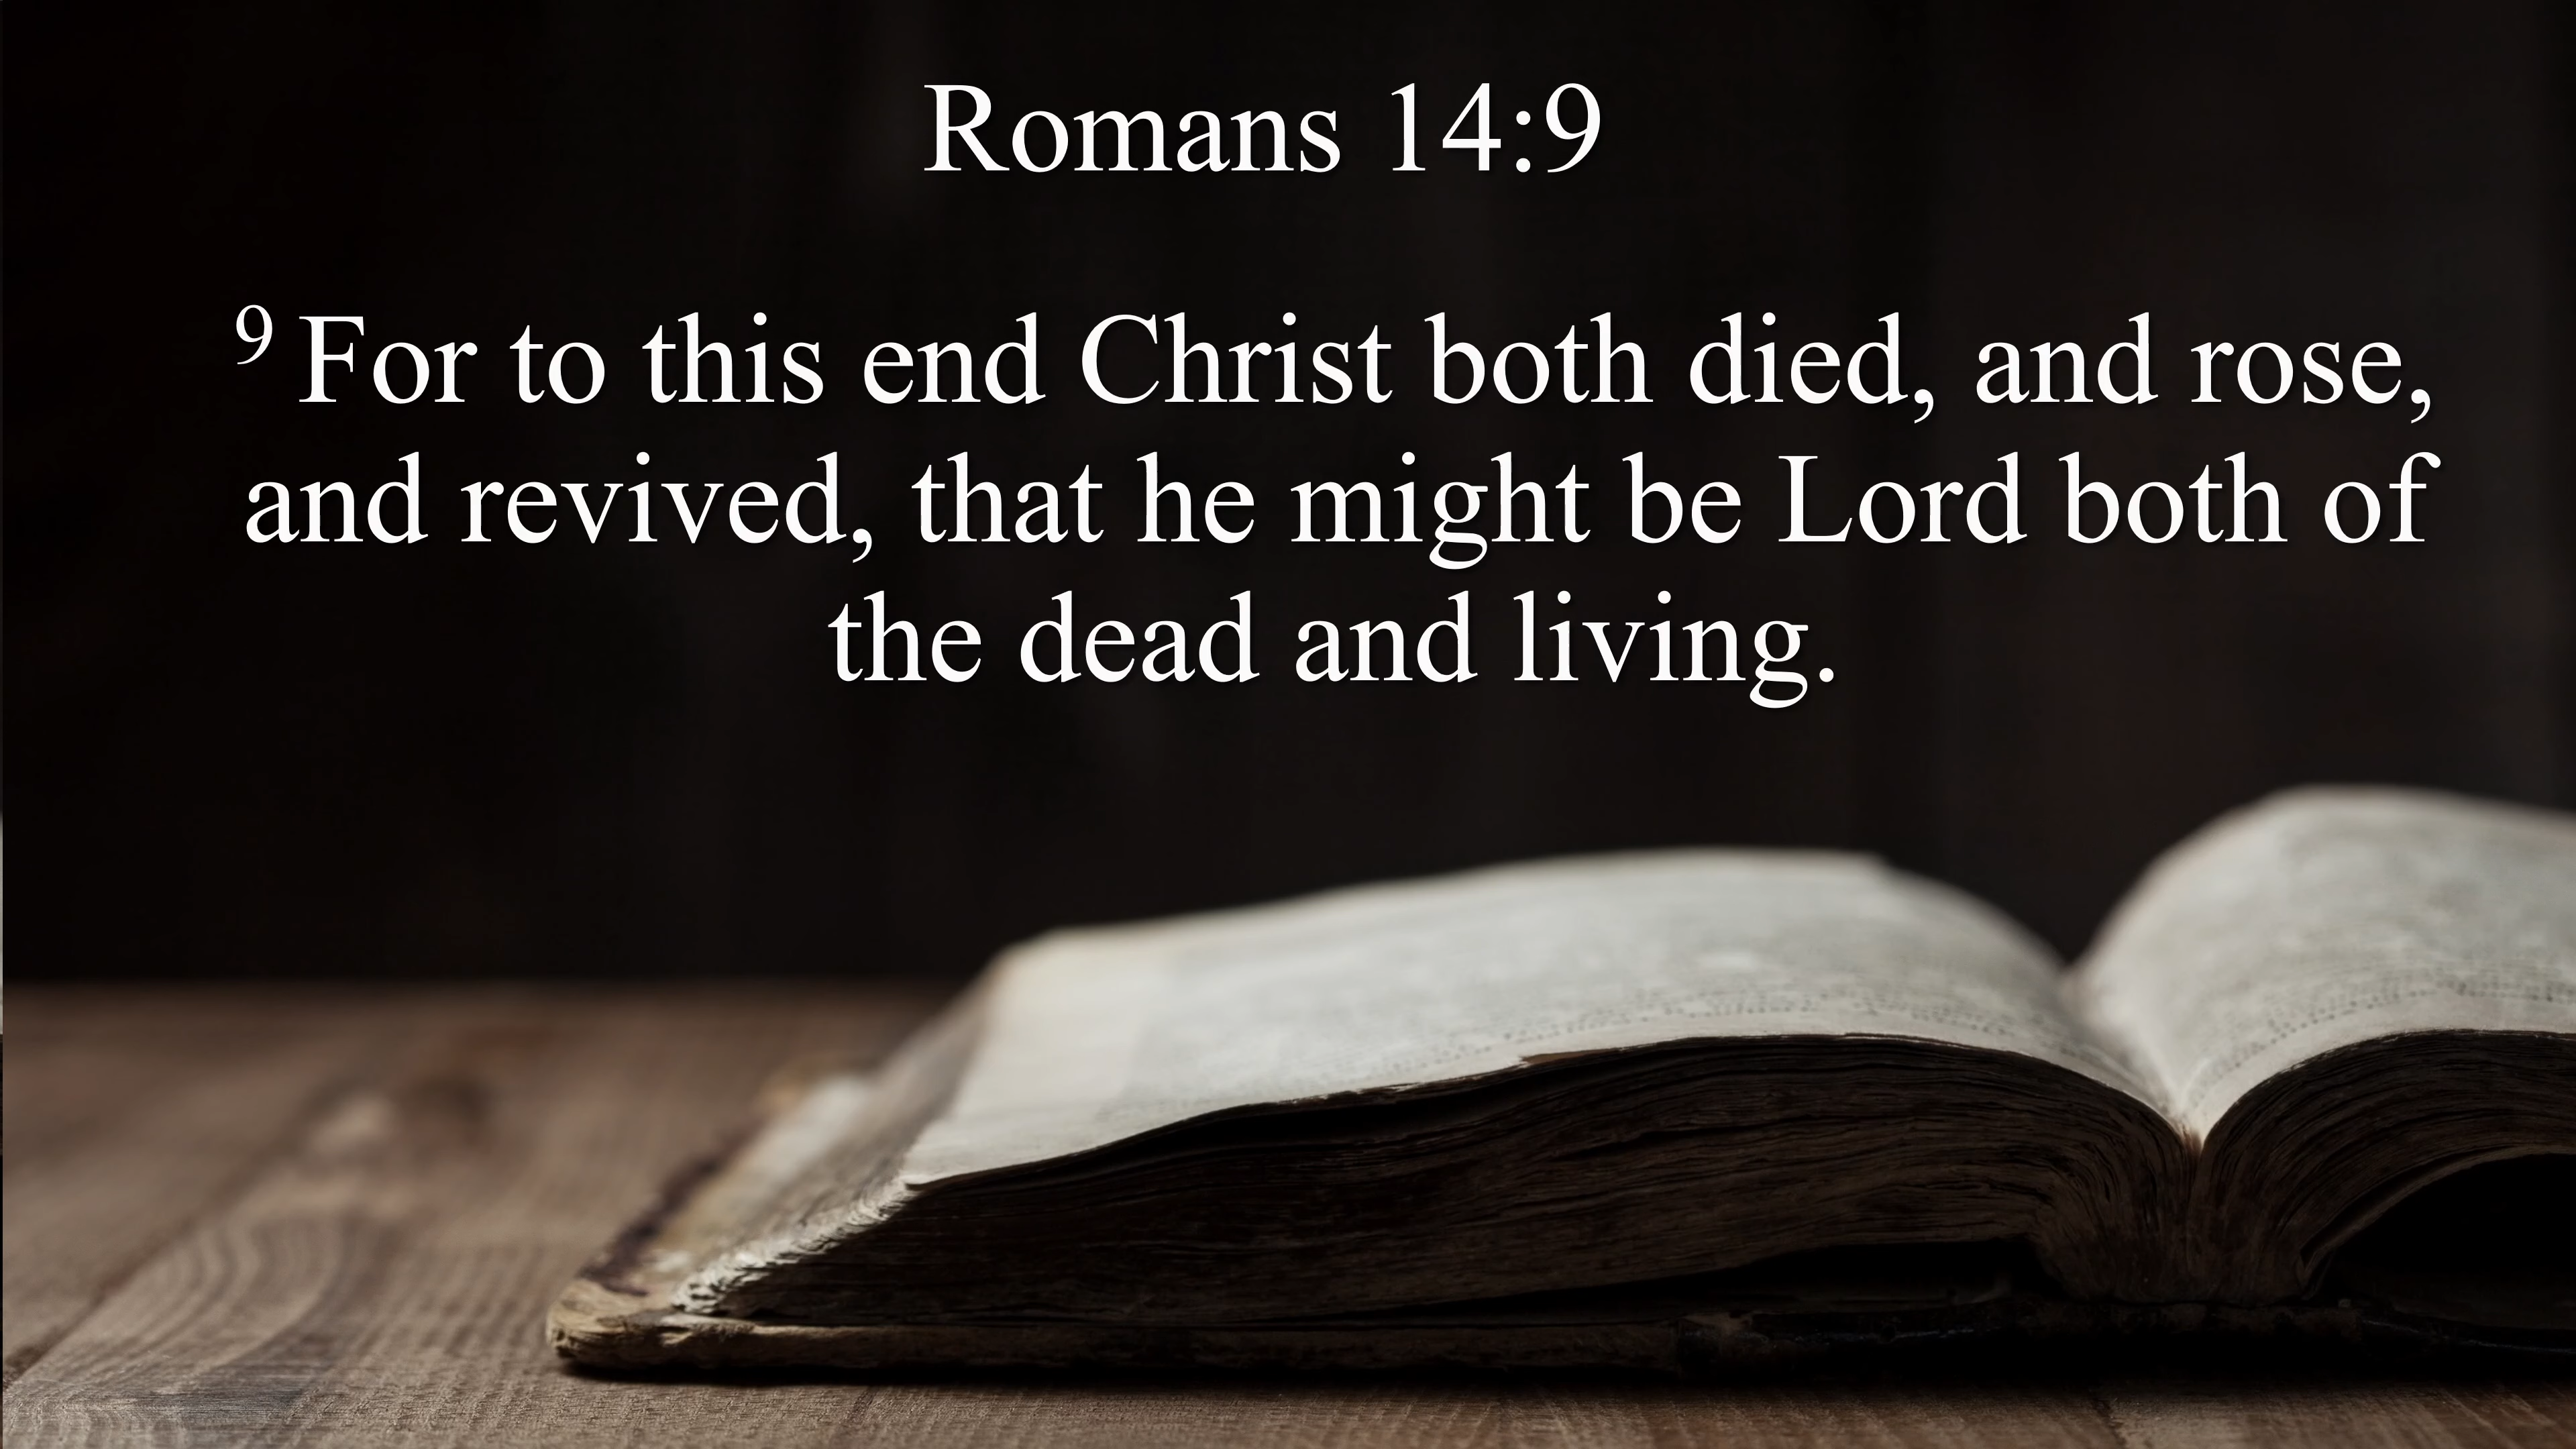 Romans 14:9
9 For to this end Christ both died, and rose,
and revived, that he might be Lord both of
the dead and living.